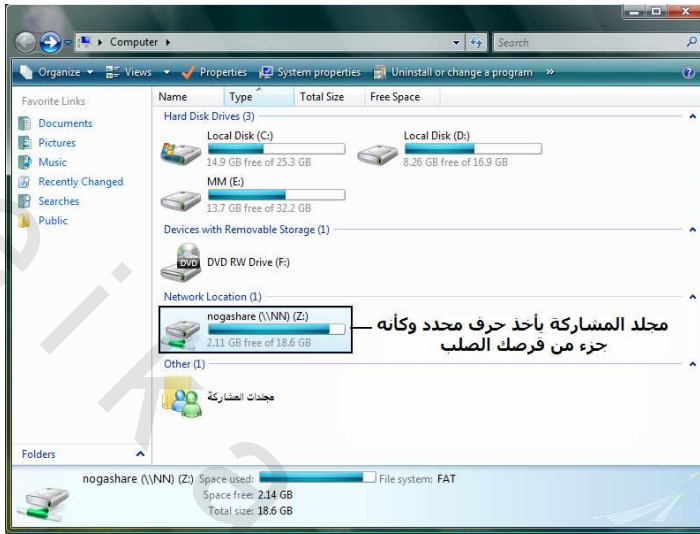 Computer
Search
Organize Views Properties System properties Uninstall or change a program »
Favorite Links
Documents
Pictures
Music
Recently Changed
Searches
Public
Folders
Name Type Total Size Free Space
Hard Disk Drives (3)
Local Disk (C:)
14.9 GB free of 25.3 GB
Local Disk (D:)
8.26 GB free of 16.9 GB
MM (E:)
13.7 GB free of 32.2 GB
Devices with Removable Storage (1)
DVD
DVD RW Drive (F:)
Network Location (1)
nogashare (\\NN) (Z:)
2.11 GB free of 18.6 GB
مجلد المشاركة يأخذ حرف محدد وكأنه
جزء من قرصك الصلب
Other (1)
مجلدات المشاركة
nogashare (\\NN) (Z:) Space used: File system: FAT
Space free: 2.14 GB
Total size: 18.6 GB